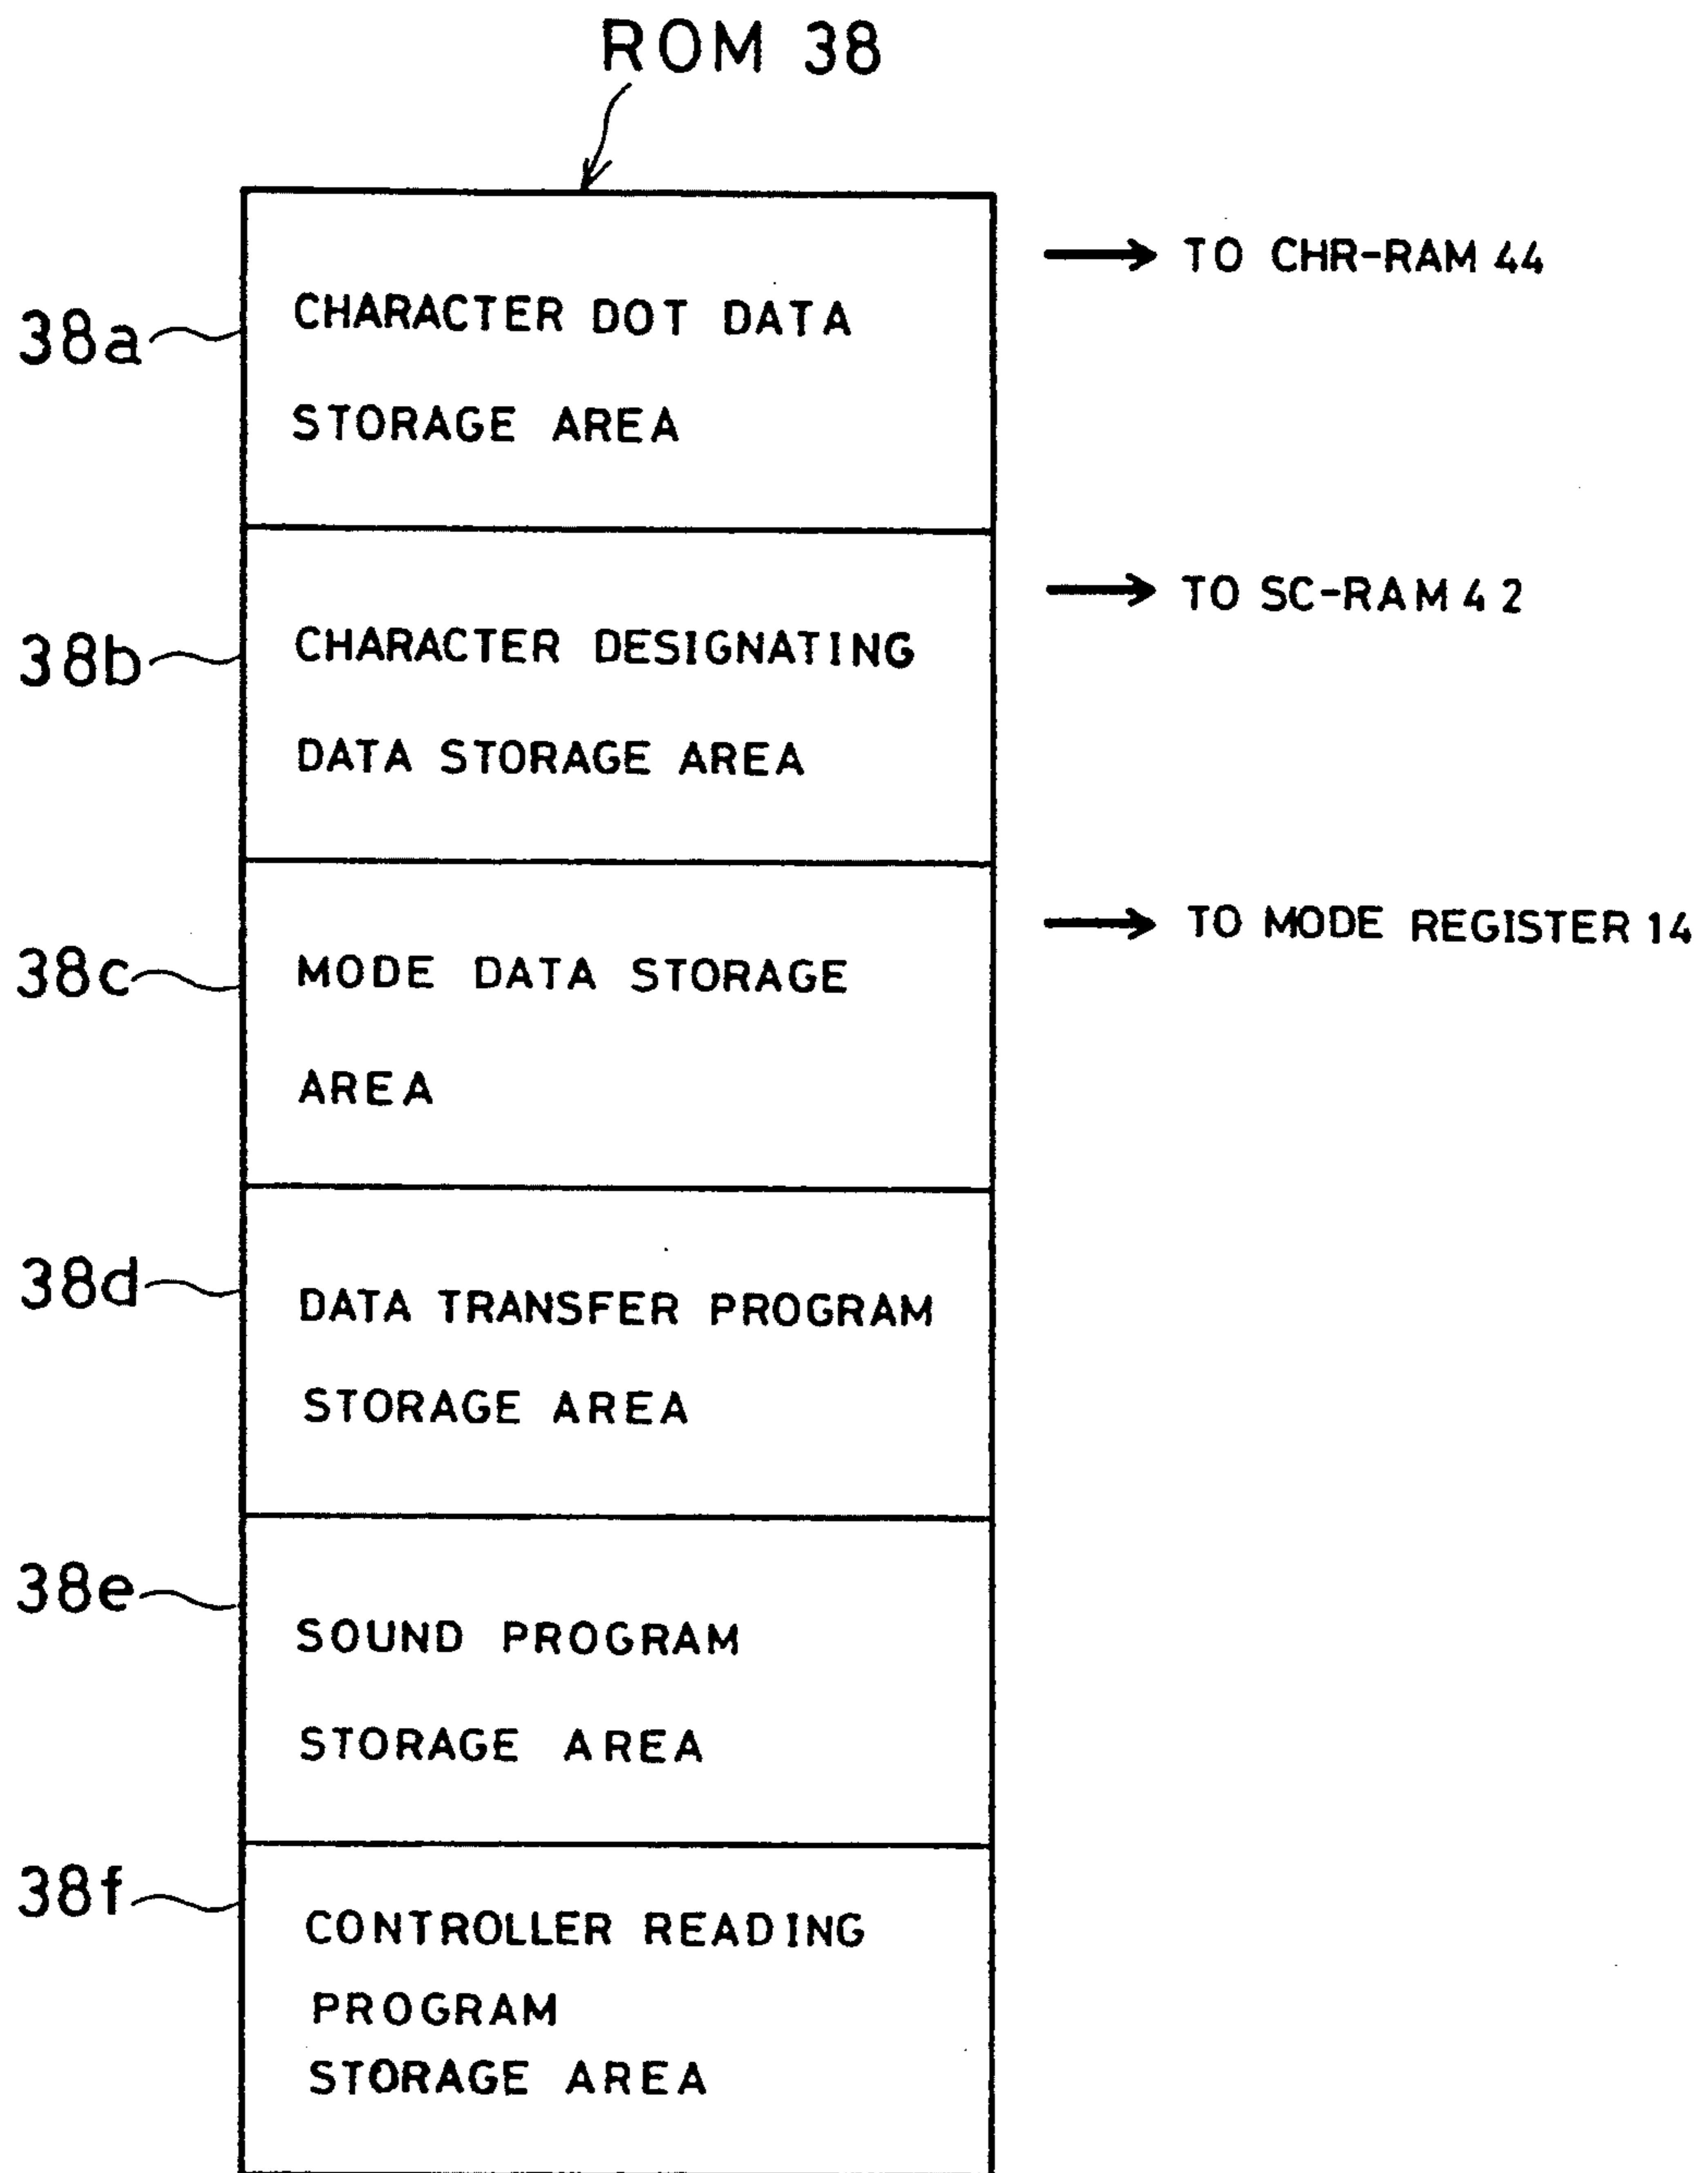 ROM 38
TO CHR-RAM 44
38a
CHARACTER DOT DATA
STORAGE AREA
TO SC-RAM 42
38b
CHARACTER DESIGNATING
DATA STORAGE AREA
TO MODE REGISTER 14
38c
MODE DATA STORAGE
AREA
38d
DATA TRANSFER PROGRAM
STORAGE AREA
38e
SOUND PROGRAM
STORAGE AREA
38f
CONTROLLER READING
PROGRAM
STORAGE AREA